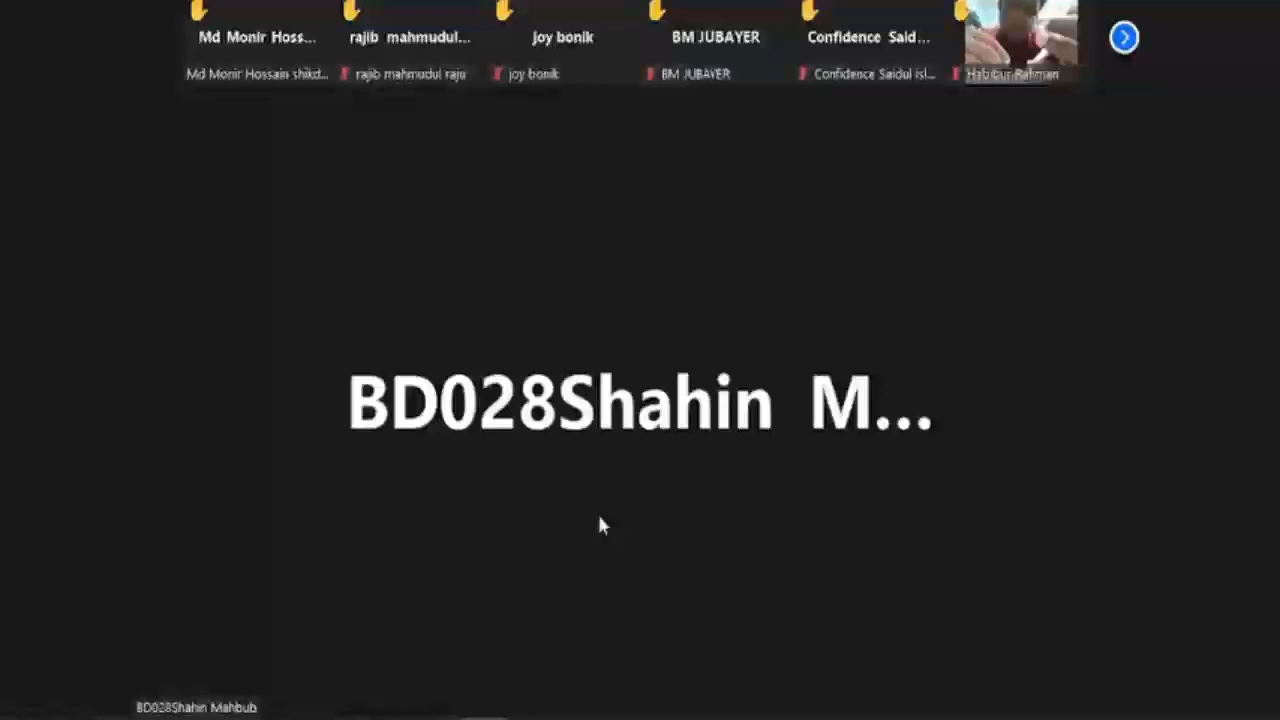 Md Monir Hoss... rajib mahmudul... joy bonik BM JUBAYER Confidence Said...
Md Monir Hossain shikd... rajib mahmudul raju joy bonik BM JUBAYER Confidence Saidul isl... Habibur Rahman
BD028Shahin M...
BD028Shahin Mahbub